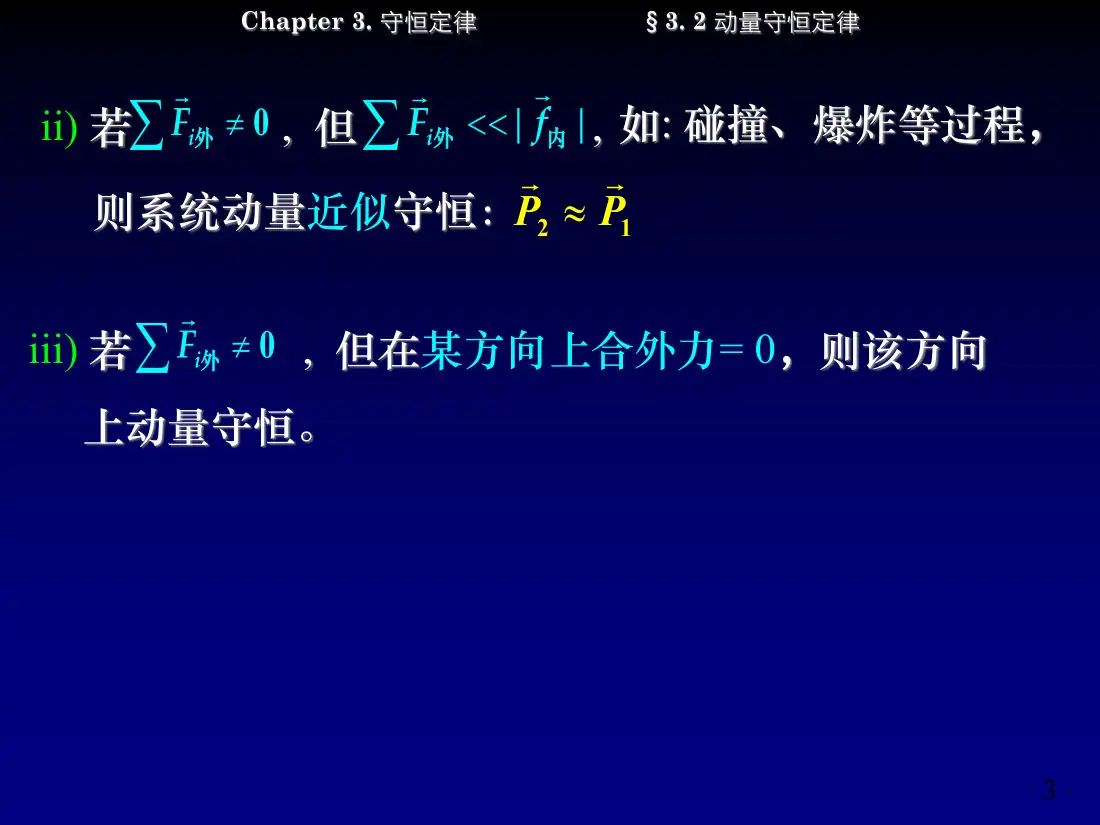 Chapter 3. 守恒定律 §3. 2 动量守恒定律
ii) 若∑F⃗i外 ≠ 0 , 但∑F⃗i外 <<| f⃗内 |, 如: 碰撞、爆炸等过程，
则系统动量近似守恒: P⃗2 ≈ P⃗1
iii) 若∑F⃗i外 ≠ 0 , 但在某方向上合外力= 0，则该方向
上动量守恒。
· 3 ·